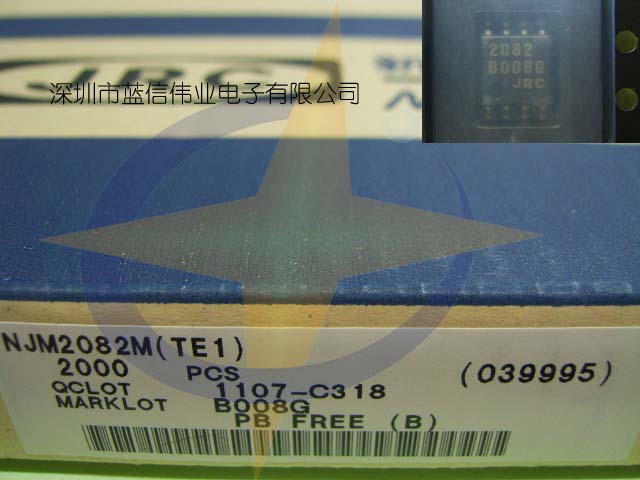 2082
B008G
JRC
JRC
深圳市蓝信伟业电子有限公司
NJM2082M(TE1)
2000 PCS
(039995)
QCLOT 1107-C318
MARKLOT B008G
PB FREE (B)